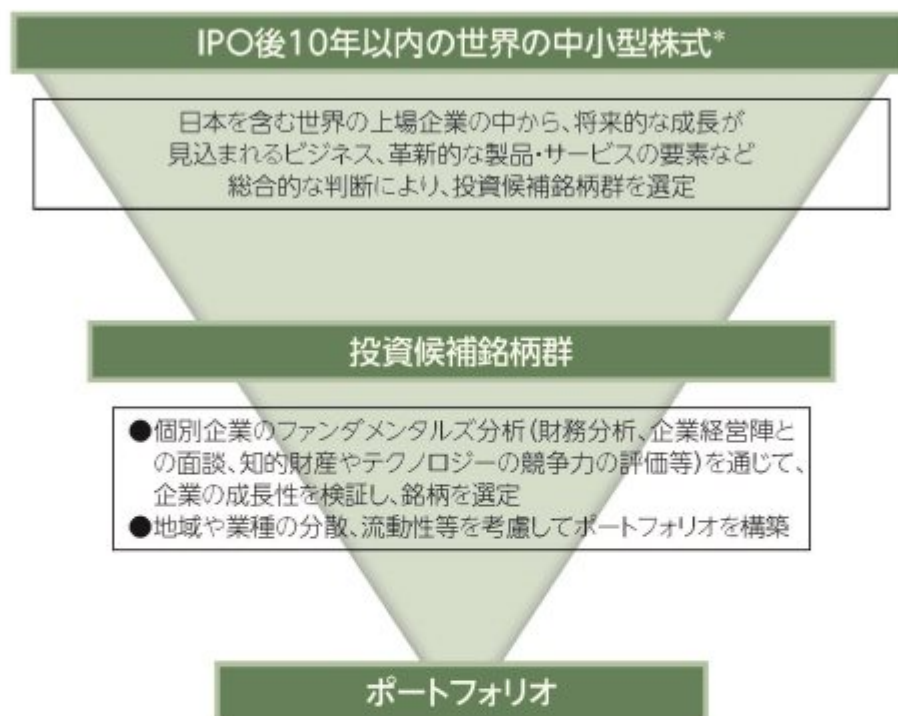 IPO後10年以内の世界の中小型株式*
日本を含む世界の上場企業の中から、将来的な成長が
見込まれるビジネス、革新的な製品・サービスの要素など
総合的な判断により、投資候補銘柄群を選定
投資候補銘柄群
●個別企業のファンダメンタルズ分析(財務分析、企業経営陣と
の面談、知的財産やテクノロジーの競争力の評価等)を通じて、
企業の成長性を検証し、銘柄を選定
●地域や業種の分散、流動性等を考慮してポートフォリオを構築
ポートフォリオ